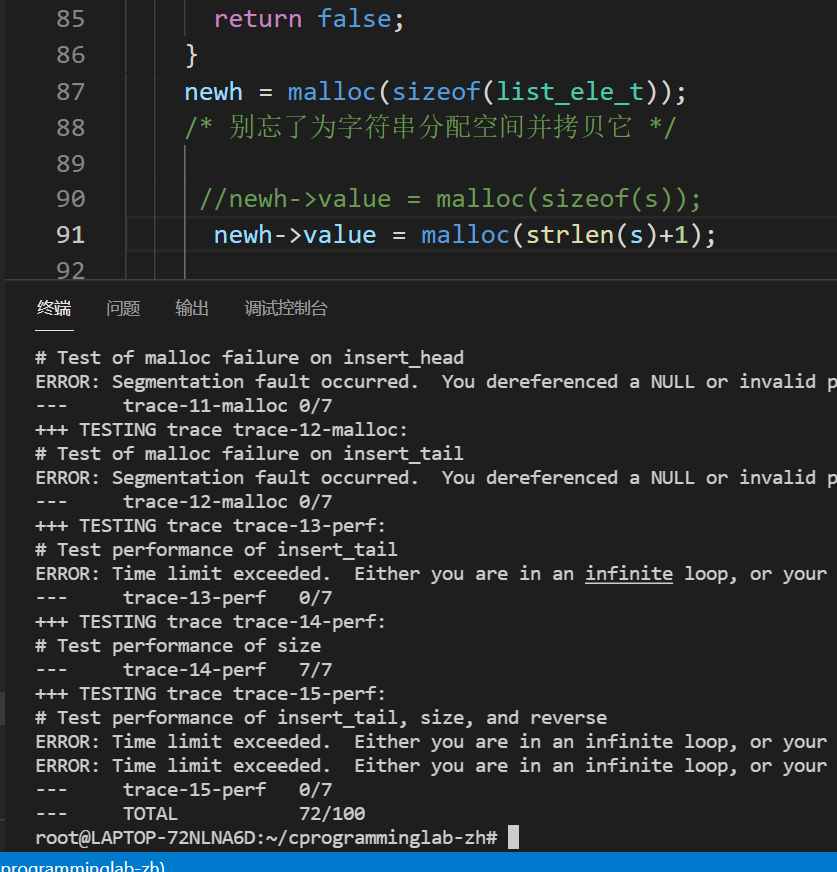 85 return false;
86 }
87 newh = malloc(sizeof(list_ele_t));
88 /* 别忘了为字符串分配空间并拷贝它 */
89
90 //newh->value = malloc(sizeof(s));
91 newh->value = malloc(strlen(s)+1);
92
终端 问题 输出 调试控制台
# Test of malloc failure on insert_head
ERROR: Segmentation fault occurred.  You dereferenced a NULL or invalid p
---     trace-11-malloc 0/7
+++ TESTING trace trace-12-malloc:
# Test of malloc failure on insert_tail
ERROR: Segmentation fault occurred.  You dereferenced a NULL or invalid p
---     trace-12-malloc 0/7
+++ TESTING trace trace-13-perf:
# Test performance of insert_tail
ERROR: Time limit exceeded.  Either you are in an infinite loop, or your
---     trace-13-perf   0/7
+++ TESTING trace trace-14-perf:
# Test performance of size
---     trace-14-perf   7/7
+++ TESTING trace trace-15-perf:
# Test performance of insert_tail, size, and reverse
ERROR: Time limit exceeded.  Either you are in an infinite loop, or your
ERROR: Time limit exceeded.  Either you are in an infinite loop, or your
---     trace-15-perf   0/7
---     TOTAL           72/100
root@LAPTOP-72NLNA6D:~/cprogramminglab-zh#
programminglab-zh)